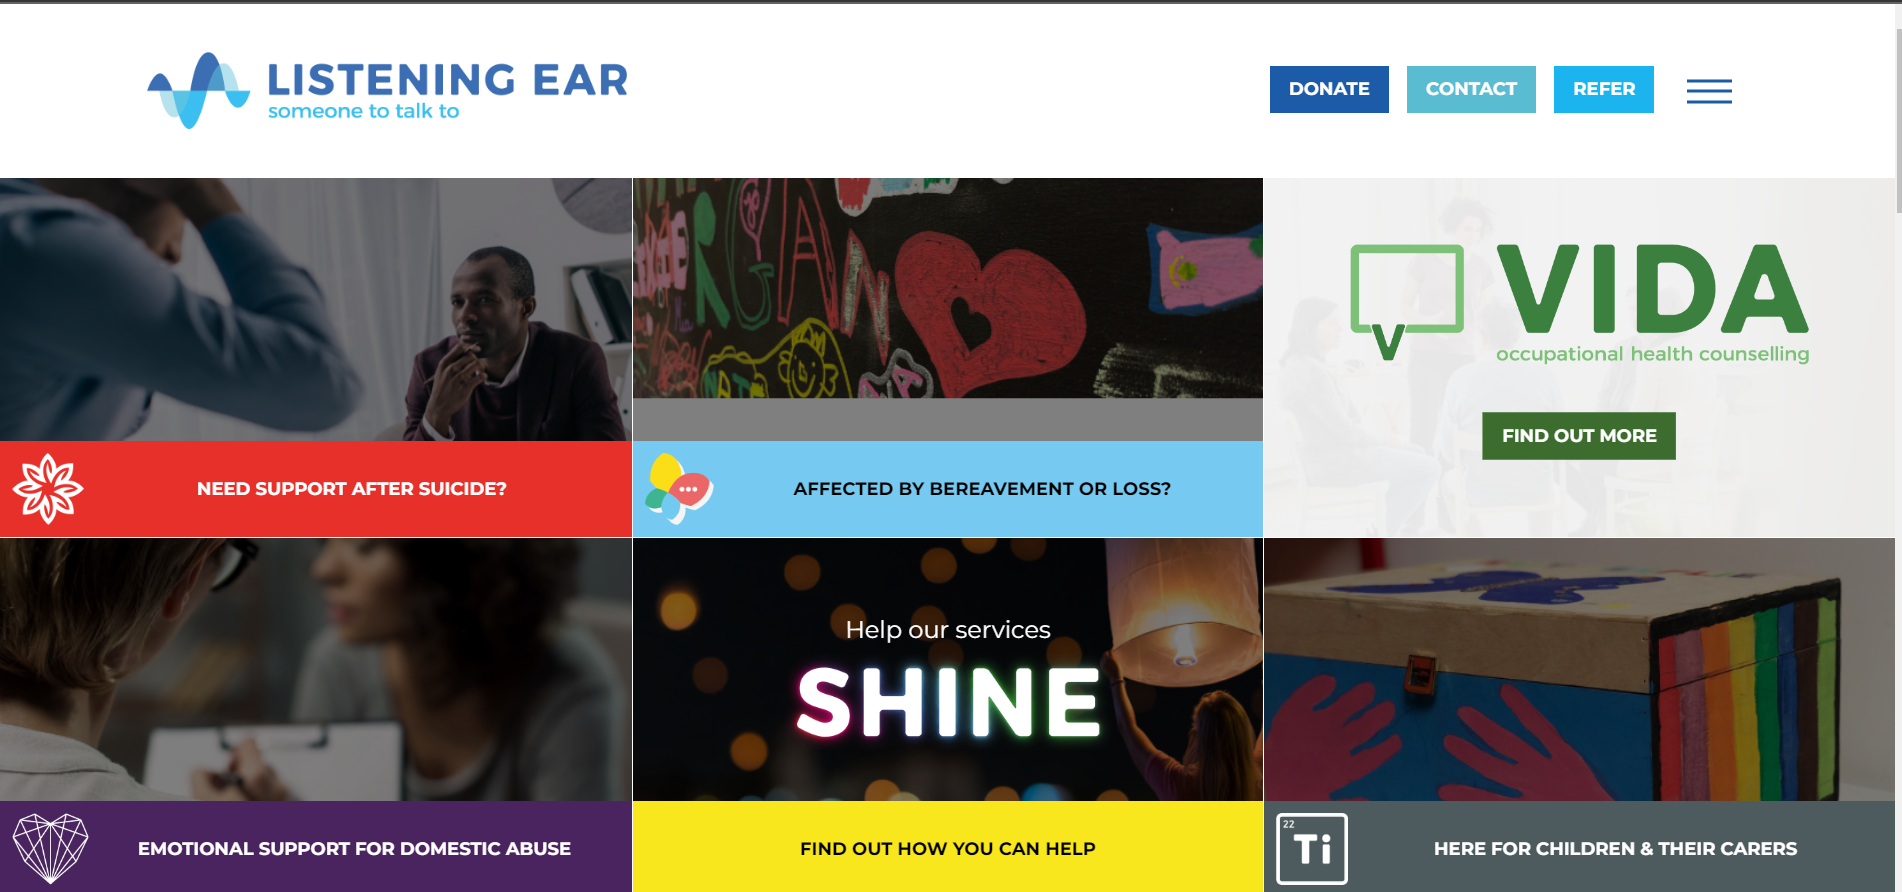 LISTENING EAR
someone to talk to
DONATE
CONTACT
REFER
V
VIDA
occupational health counselling
FIND OUT MORE
NEED SUPPORT AFTER SUICIDE?
AFFECTED BY BEREAVEMENT OR LOSS?
Help our services
SHINE
EMOTIONAL SUPPORT FOR DOMESTIC ABUSE
FIND OUT HOW YOU CAN HELP
22
Ti
HERE FOR CHILDREN & THEIR CARERS